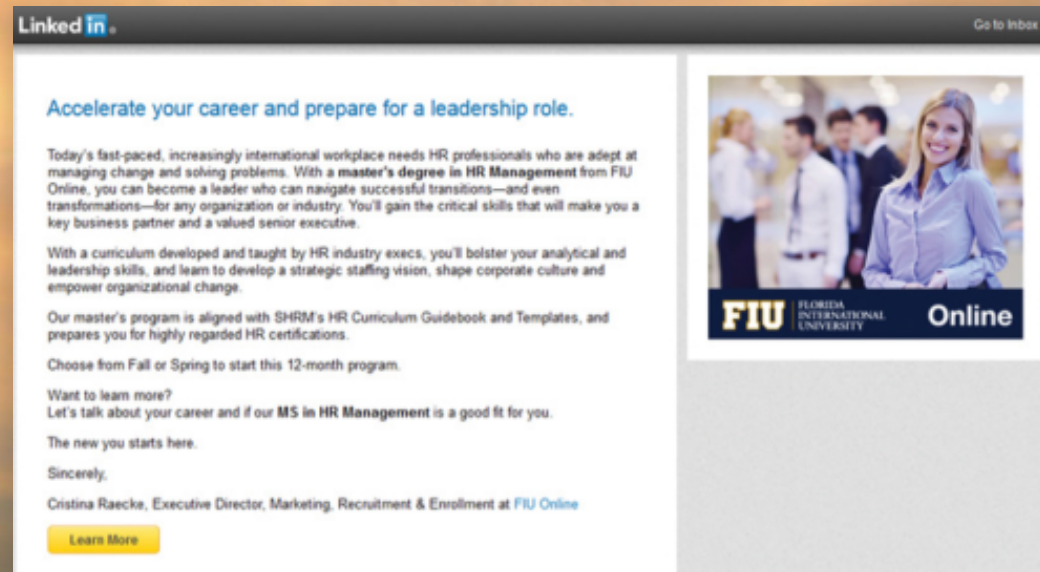 Linked in
Go to Inbox
Accelerate your career and prepare for a leadership role.
Today's fast-paced, increasingly international workplace needs HR professionals who are adept at
managing change and solving problems. With a master's degree in HR Management from FIU
Online, you can become a leader who can navigate successful transitions—and even
transformations—for any organization or industry. You'll gain the critical skills that will make you a
key business partner and a valued senior executive.
With a curriculum developed and taught by HR industry execs, you'll bolster your analytical and
leadership skills, and learn to develop a strategic staffing vision, shape corporate culture and
empower organizational change.
Our master's program is aligned with SHRM's HR Curriculum Guidebook and Templates, and
prepares you for highly regarded HR certifications.
Choose from Fall or Spring to start this 12-month program.
Want to learn more?
Let's talk about your career and if our MS in HR Management is a good fit for you.
The new you starts here.
Sincerely,
Cristina Raecke, Executive Director, Marketing, Recruitment & Enrollment at FIU Online
Learn More
FIU
FLORIDA
INTERNATIONAL
UNIVERSITY
Online